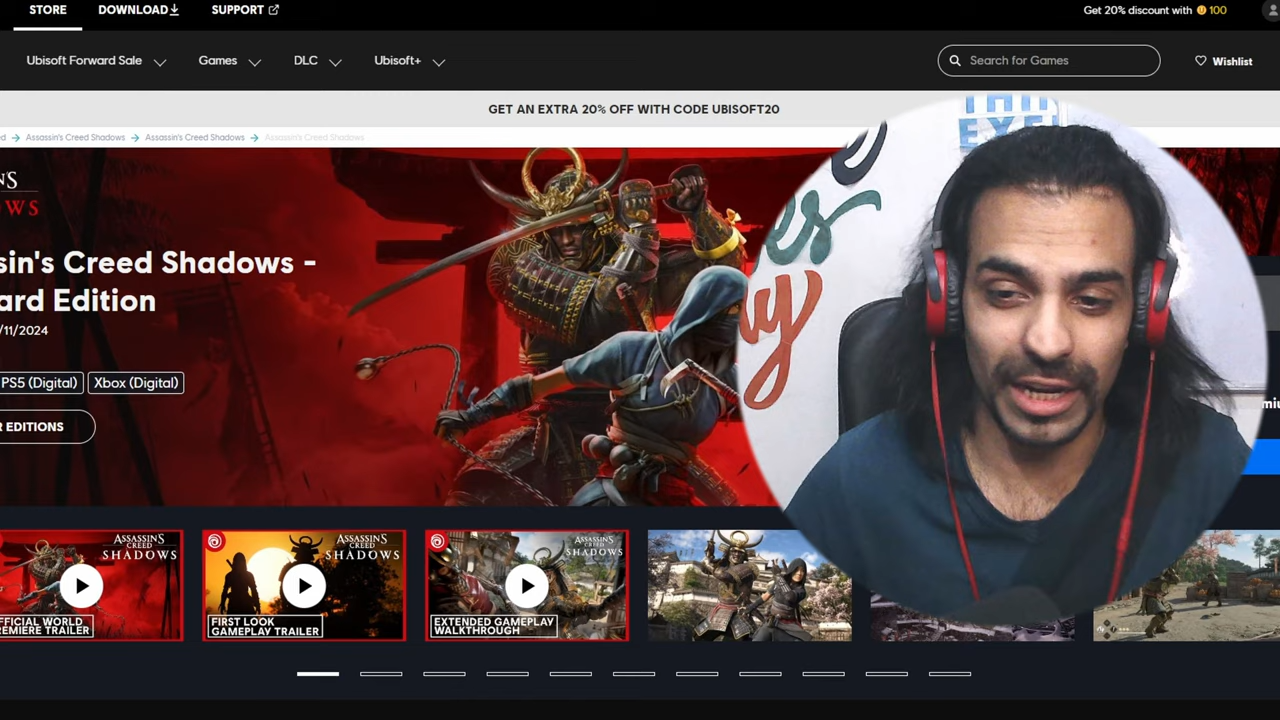 STORE
DOWNLOAD
SUPPORT
Get 20% discount with 100
Ubisoft Forward Sale
Games
DLC
Ubisoft+
Search for Games
Wishlist
GET AN EXTRA 20% OFF WITH CODE UBISOFT20
Assassin's Creed Shadows
Assassin's Creed Shadows
Assassin's Creed Shadows
sin's Creed Shadows -
ard Edition
/11/2024
PS5 (Digital)
Xbox (Digital)
R EDITIONS
ASSASSIN'S
CREED
SHADOWS
FFICIAL WORLD
REMIERE TRAILER
ASSASSIN'S
CREED
SHADOWS
FIRST LOOK
GAMEPLAY TRAILER
ASSASSIN'S
CREED
SHADOWS
EXTENDED GAMEPLAY
WALKTHROUGH